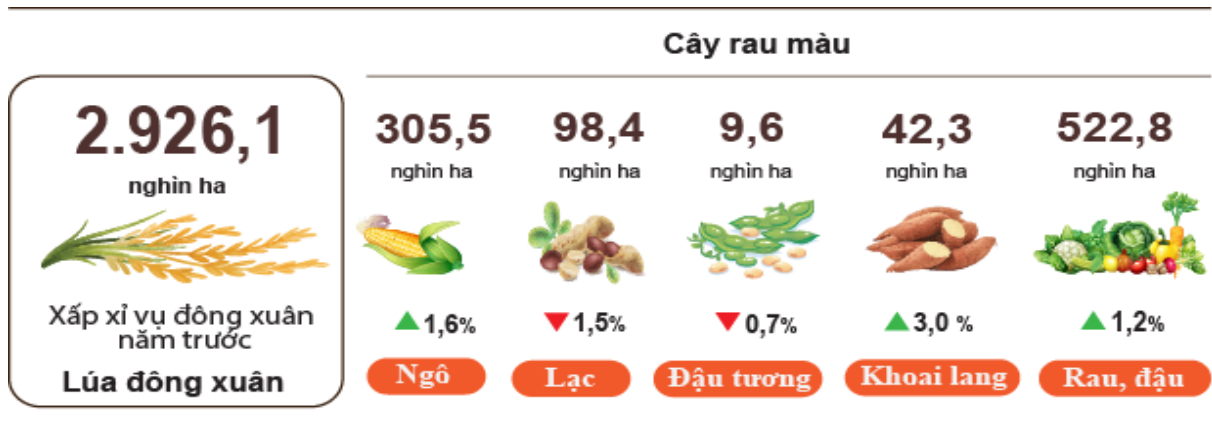 Cây rau màu
2.926,1
nghìn ha
Xấp xỉ vụ đông xuân
năm trước
Lúa đông xuân
305,5
nghìn ha
1,6%
Ngô
98,4
nghìn ha
1,5%
Lạc
9,6
nghìn ha
0,7%
Đậu tương
42,3
nghìn ha
3,0 %
Khoai lang
522,8
nghìn ha
1,2%
Rau, đậu